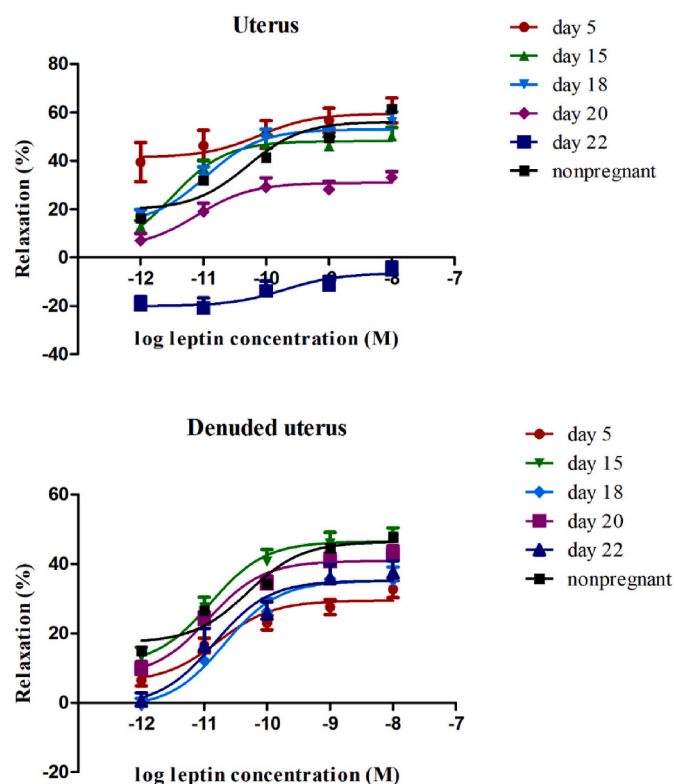 Uterus
day 5
day 15
day 18
day 20
day 22
nonpregnant
Relaxation (%)
80
60
40
20
0
-20
-40
-12
-11
-10
-9
-8
-7
log leptin concentration (M)
Denuded uterus
day 5
day 15
day 18
day 20
day 22
nonpregnant
Relaxation (%)
60
40
20
0
-20
-12
-11
-10
-9
-8
-7
log leptin concentration (M)